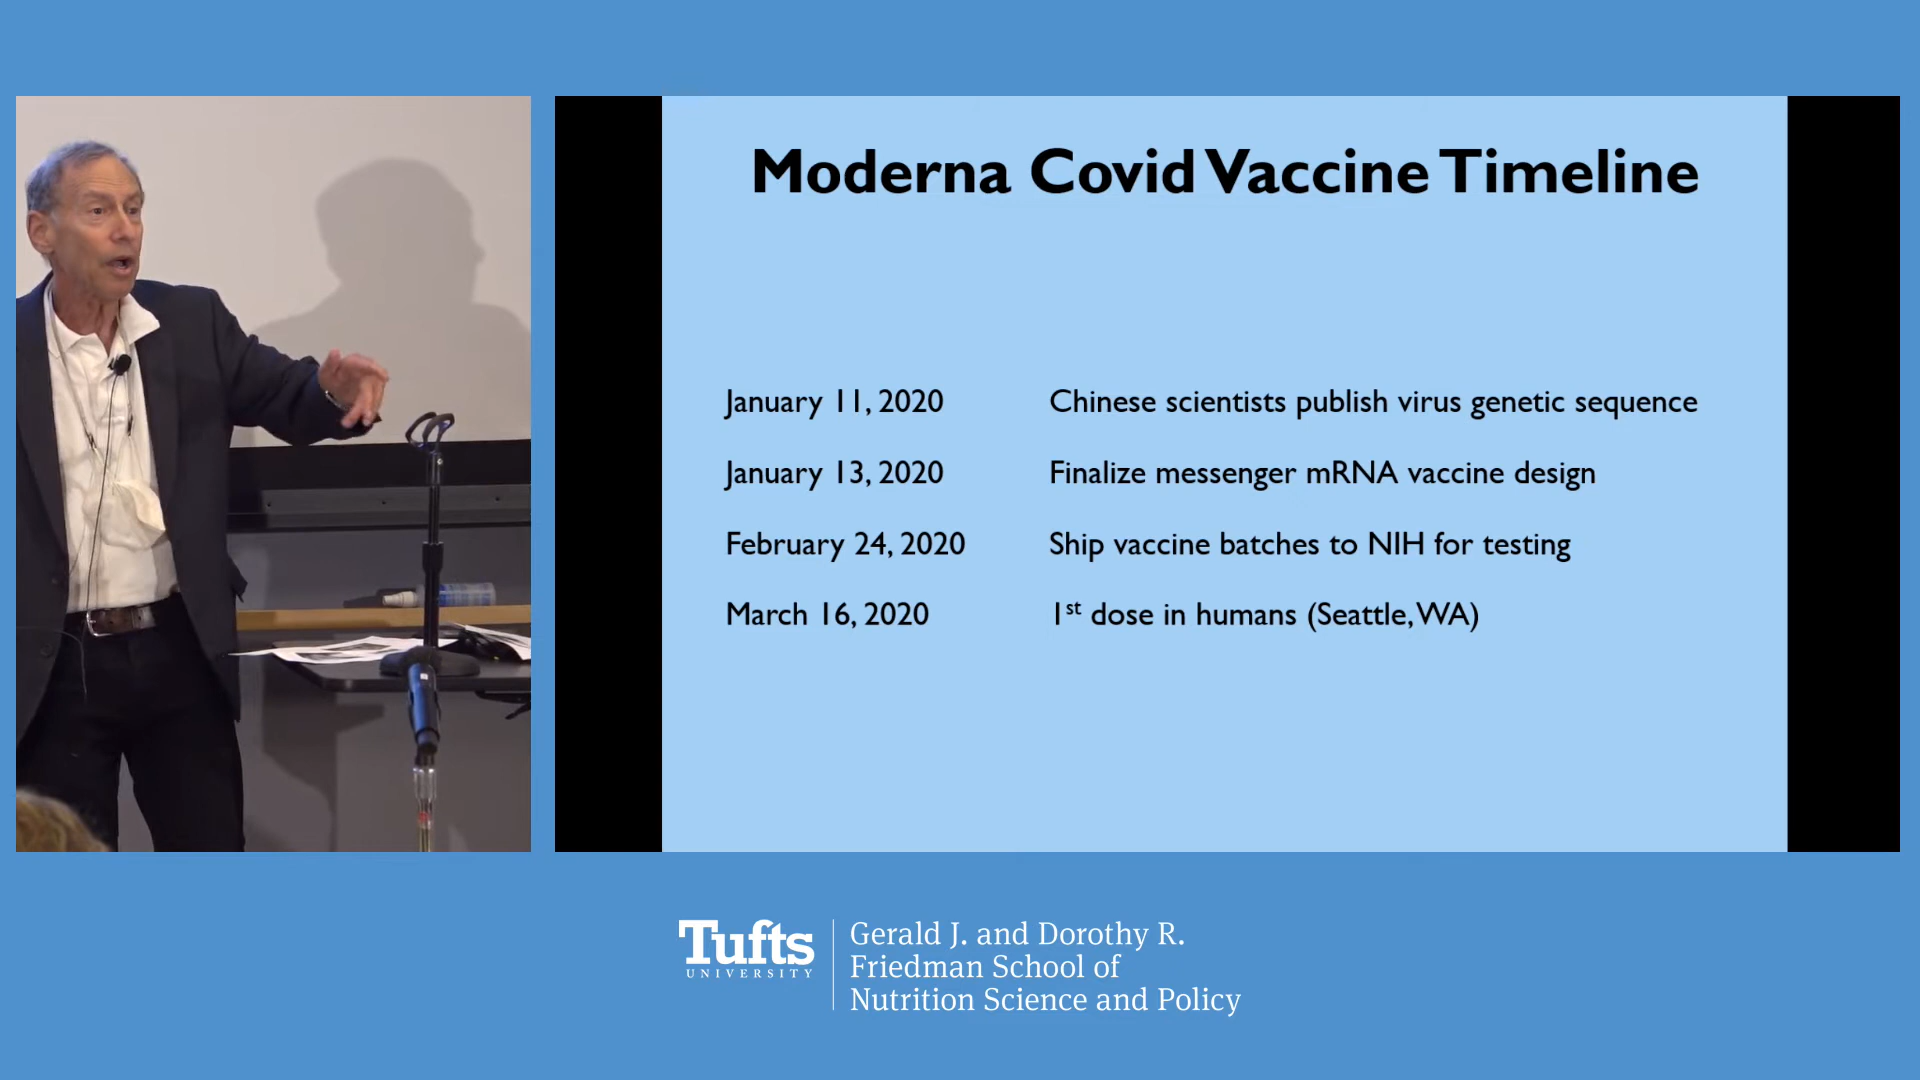 Moderna Covid Vaccine Timeline
January 11, 2020 Chinese scientists publish virus genetic sequence
January 13, 2020 Finalize messenger mRNA vaccine design
February 24, 2020 Ship vaccine batches to NIH for testing
March 16, 2020 1st dose in humans (Seattle, WA)
Tufts
UNIVERSITY
Gerald J. and Dorothy R.
Friedman School of
Nutrition Science and Policy